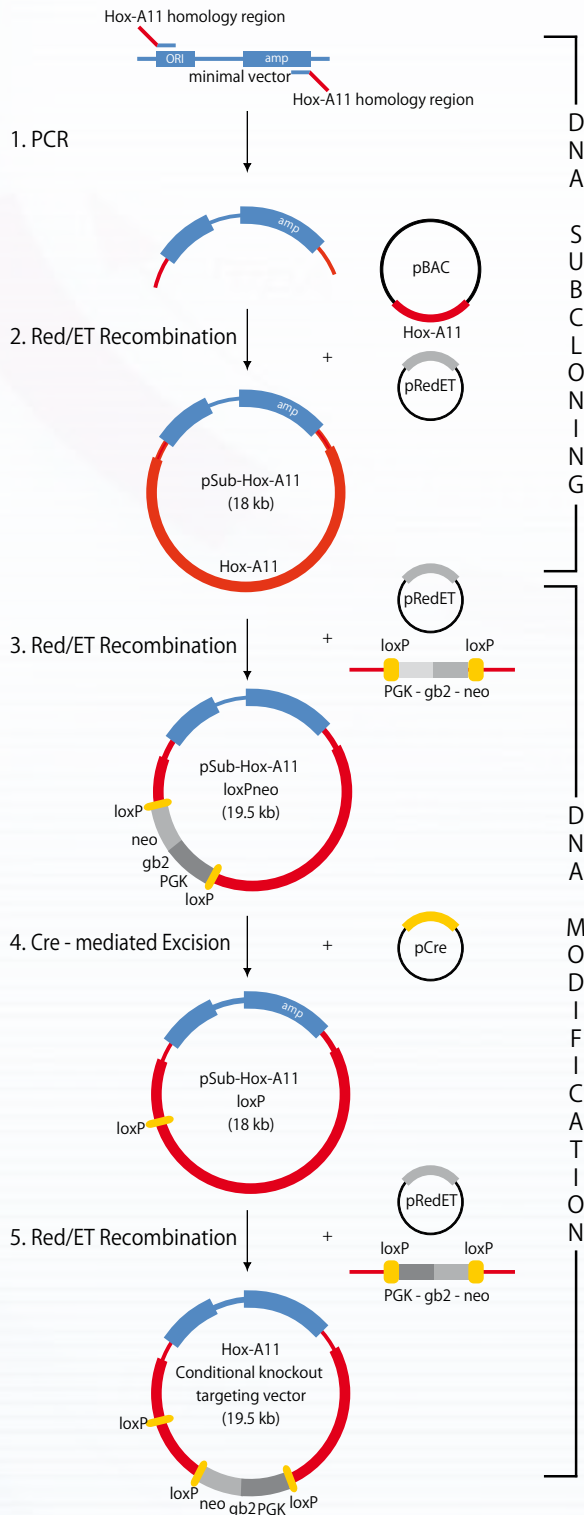 Hox-A11 homology region
ORI
amp
minimal vector
Hox-A11 homology region
1. PCR
amp
pBAC
Hox-A11
2. Red/ET Recombination
+
pRedET
amp
pSub-Hox-A11
(18 kb)
Hox-A11
DNA SUBCLONING
pRedET
3. Red/ET Recombination
+
loxP
loxP
PGK - gb2 - neo
pSub-Hox-A11
loxPneo
(19.5 kb)
loxP
neo
gb2
PGK
loxP
4. Cre - mediated Excision
+
pCre
amp
pSub-Hox-A11
loxP
(18 kb)
loxP
pRedET
5. Red/ET Recombination
+
loxP
loxP
PGK - gb2 - neo
Hox-A11
Conditional knockout
targeting vector
(19.5 kb)
loxP
loxP
neo
gb2
PGK
loxP
DNA MODIFICATION